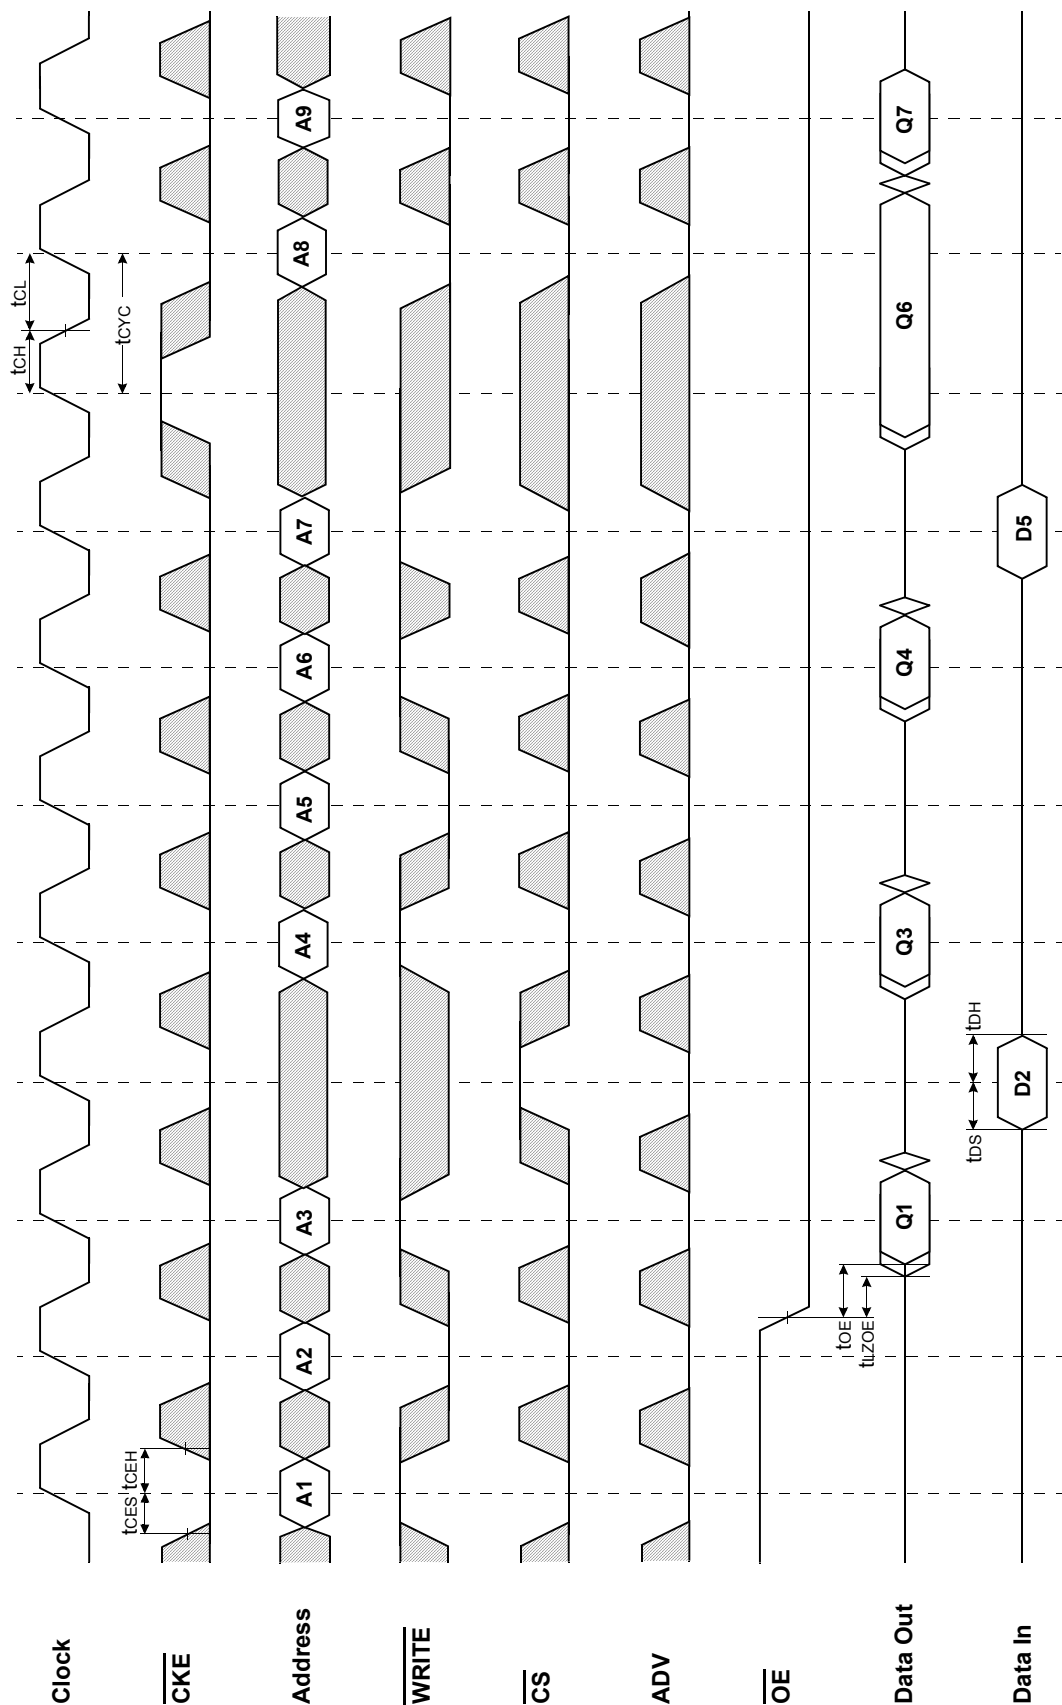 Clock
tCH tCL
CKE
tCES tCEH
tCYC
Address
A1 A2 A3 A4 A5 A6 A7 A8 A9
WRITE
CS
ADV
OE
tOE
tLZOE
Data Out
Q1 Q3 Q4 Q6 Q7
tDS tDH
Data In
D2 D5